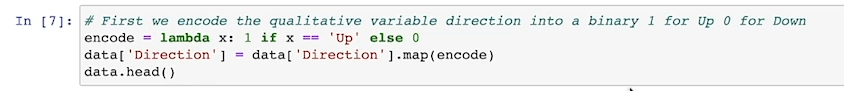 In [7]: # First we encode the qualitative variable direction into a binary 1 for Up 0 for Down
encode = lambda x: 1 if x == 'Up' else 0
data['Direction'] = data['Direction'].map(encode)
data.head()